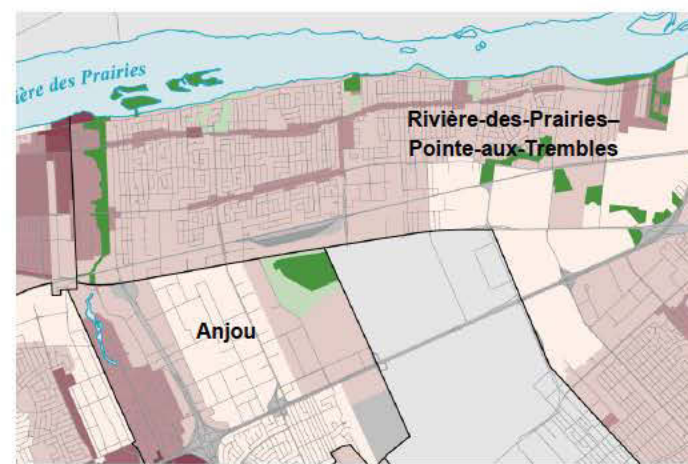 ière des Prairies
Rivière-des-Prairies–
Pointe-aux-Trembles
Anjou